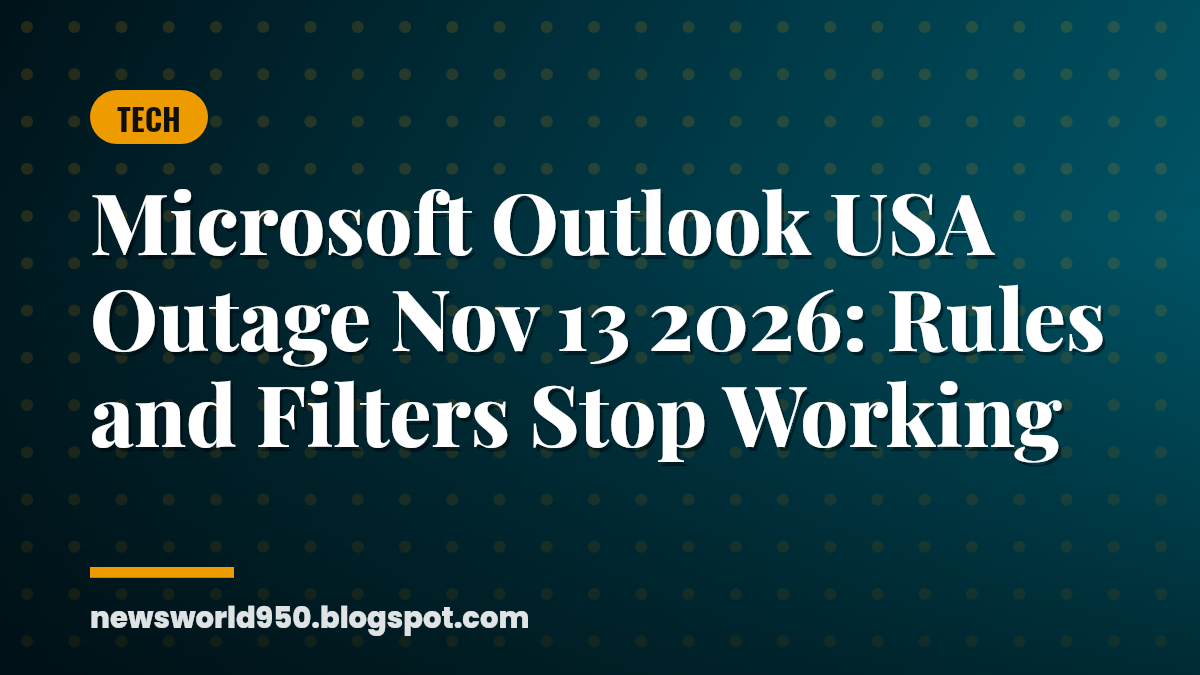 TECH
Microsoft Outlook USA
Outage Nov 13 2026: Rules
and Filters Stop Working
newsworld950.blogspot.com